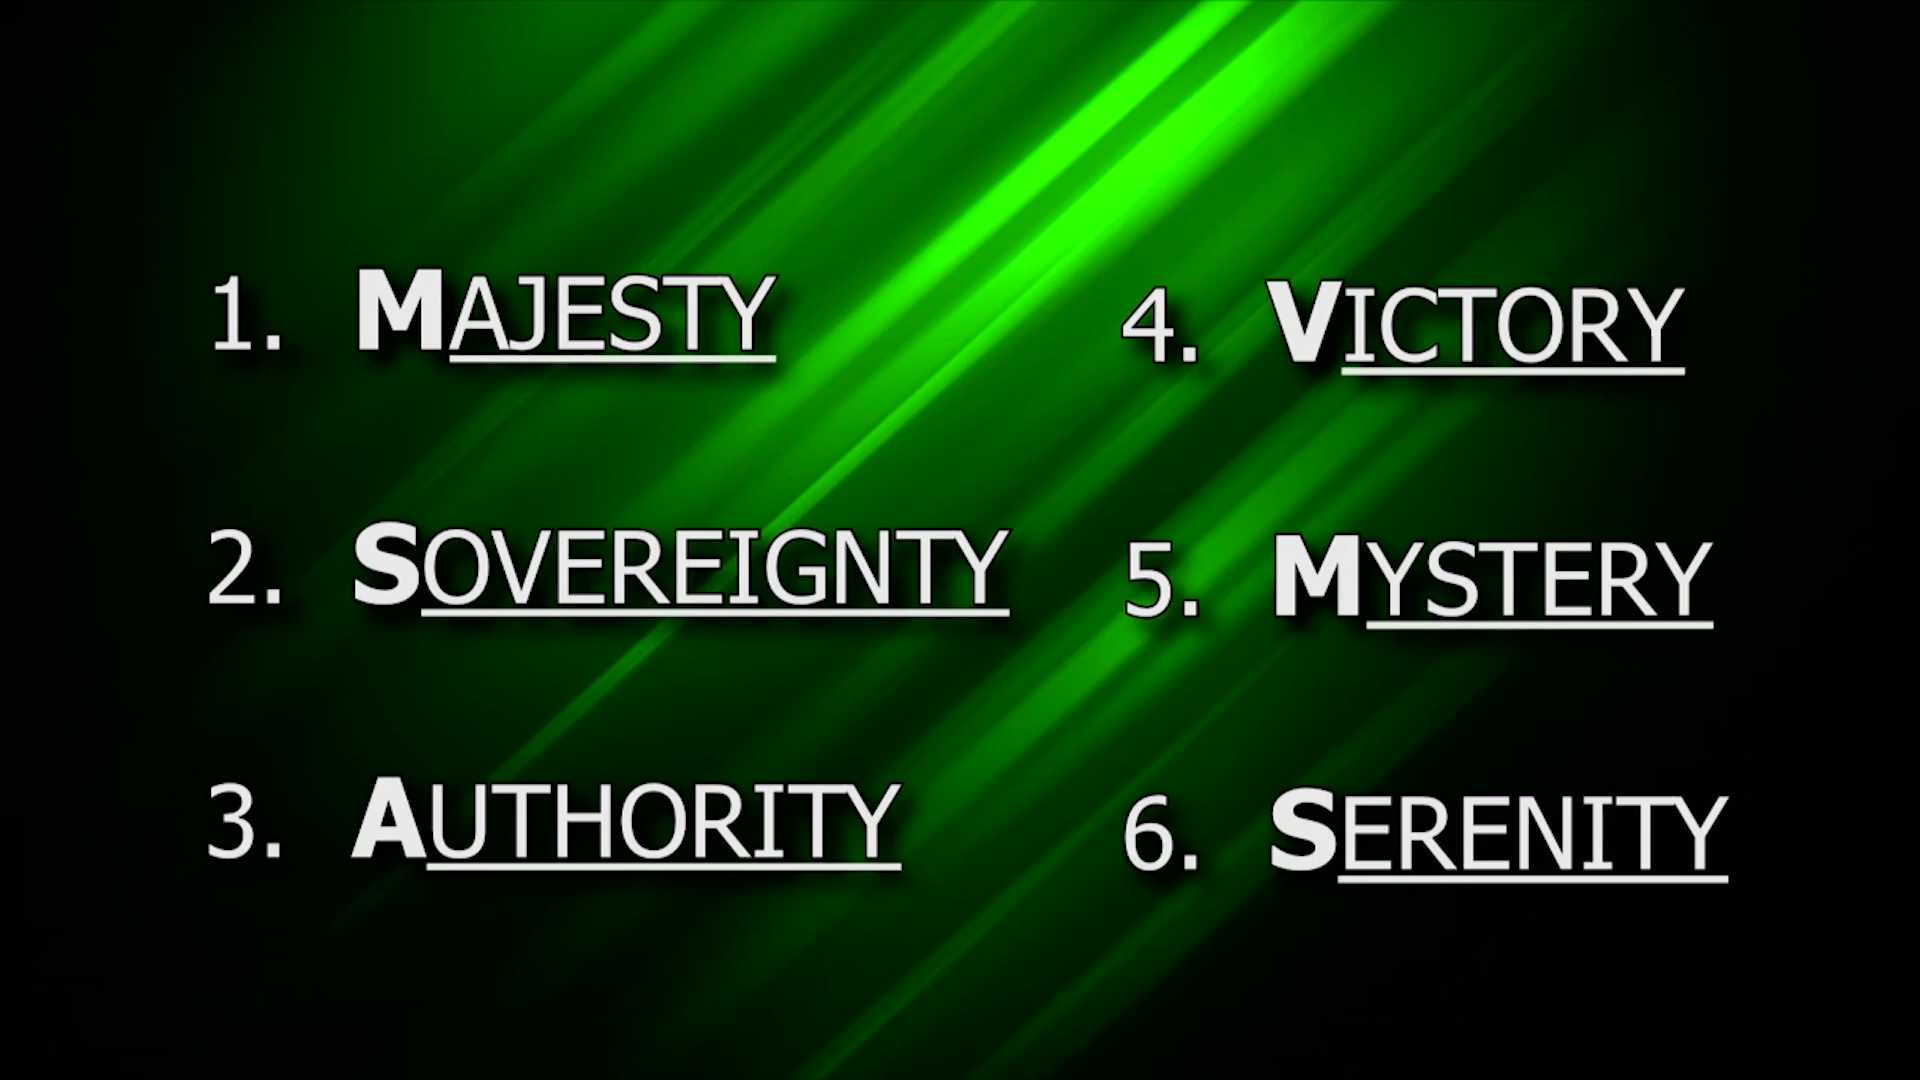 1. MAJESTY
2. SOVEREIGNTY
3. AUTHORITY
4. VICTORY
5. MYSTERY
6. SERENITY